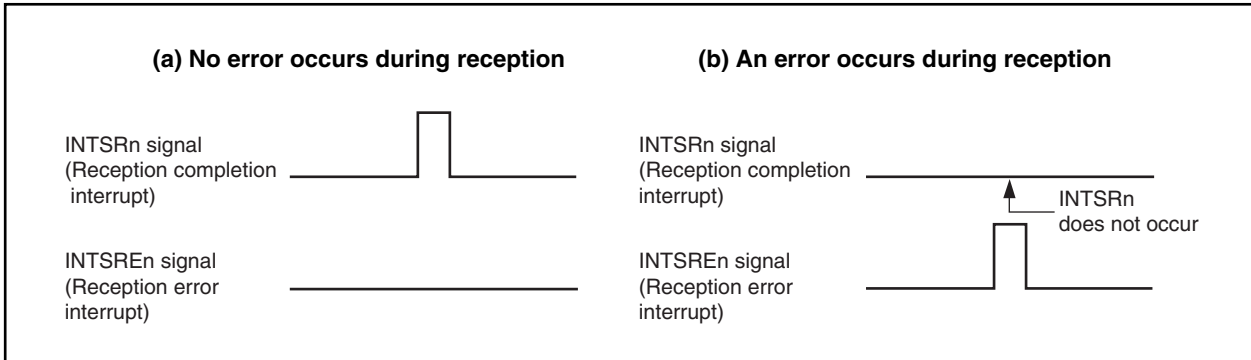 (a) No error occurs during reception
INTSRn signal
(Reception completion
interrupt)
INTSREn signal
(Reception error
interrupt)
(b) An error occurs during reception
INTSRn signal
(Reception completion
interrupt)
INTSRn
does not occur
INTSREn signal
(Reception error
interrupt)